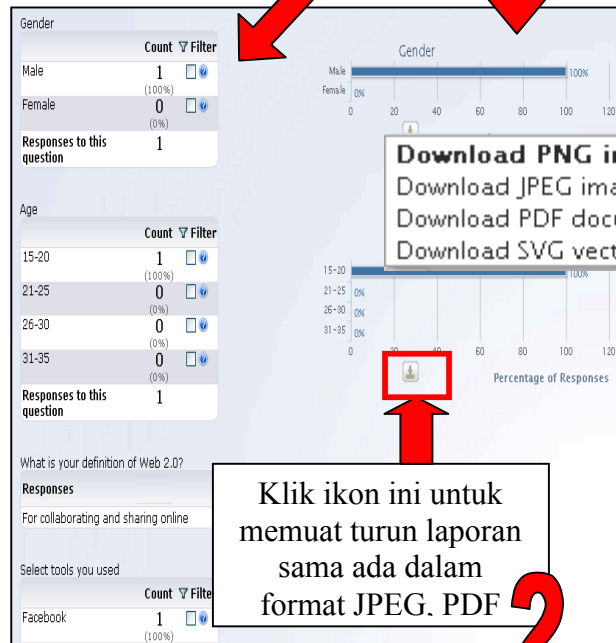 Gender
Count Filter
Male 1
(100%)
Female 0
(0%)
Responses to this
question 1
Gender
Male 100%
Female 0%
0 20 40 60 80 100 120
Download PNG
Download JPEG
Download PDF
Download SVG
Age
Count Filter
15-20 1
(100%)
21-25 0
(0%)
26-30 0
(0%)
31-35 0
(0%)
Responses to this
question 1
15-20 100%
21-25 0%
26-30 0%
31-35 0%
0 40 60 80 100 120
Percentage of Responses
What is your definition of Web 2.0?
Responses
For collaborating and sharing online
Select tools you used
Count Filte
Facebook 1
(100%)
Klik ikon ini untuk
memuat turun laporan
sama ada dalam
format JPEG, PDF
2